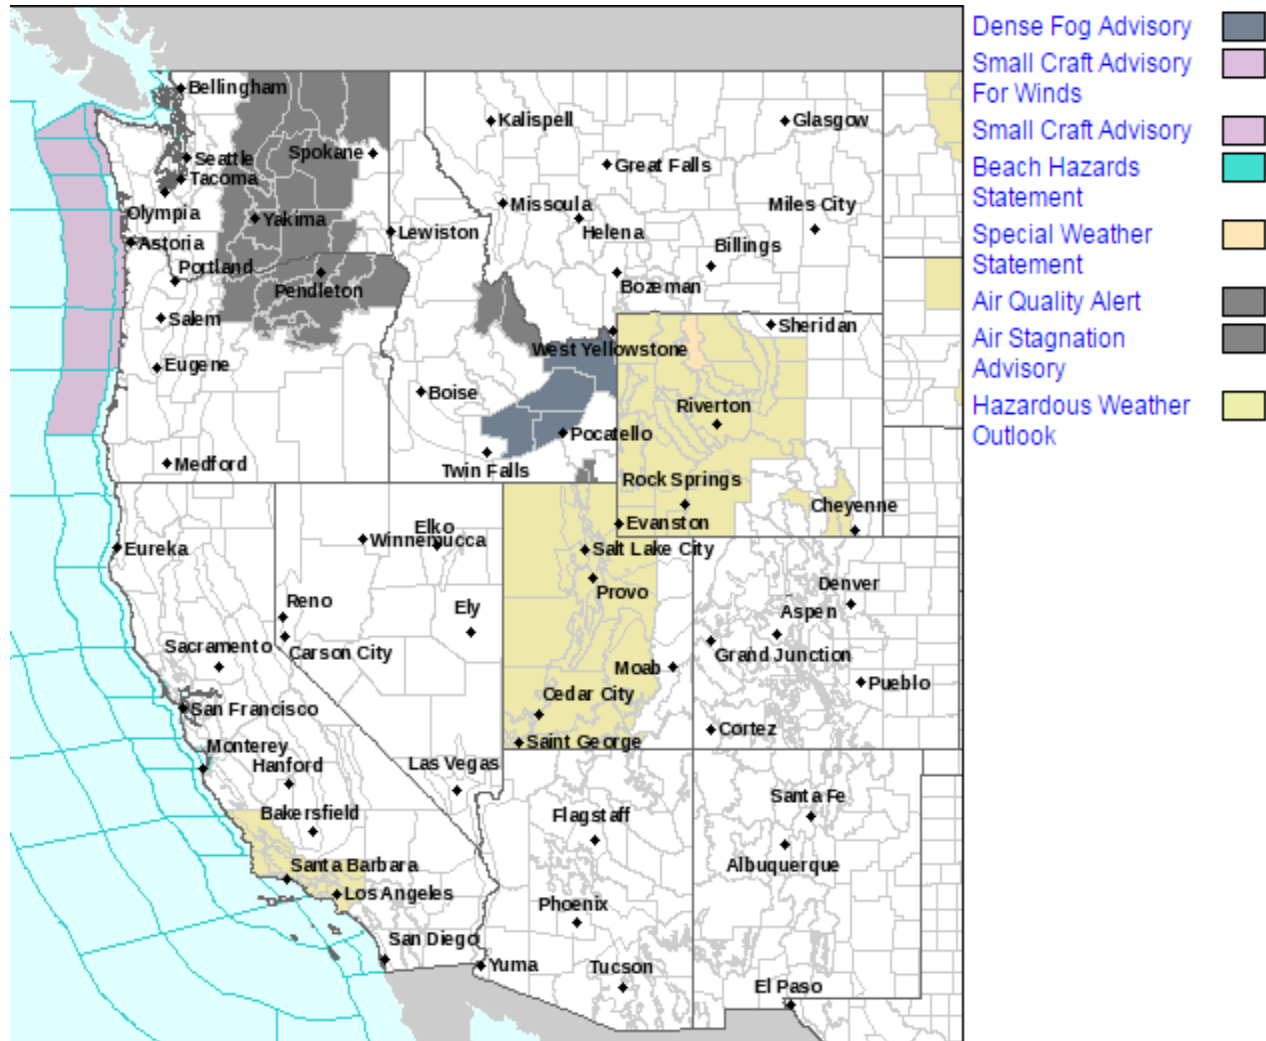 Dense Fog Advisory
Small Craft Advisory
For Winds
Small Craft Advisory
Beach Hazards
Statement
Special Weather
Statement
Air Quality Alert
Air Stagnation
Advisory
Hazardous Weather
Outlook
Bellingham
Kalispell
Glasgow
Seattle
Spokane
Great Falls
Tacoma
Missoula
Miles City
Olympia
Yakima
Lewiston
Helena
Astoria
Billings
Portland
Pendleton
Bozeman
Salem
Sheridan
West Yellowstone
Eugene
Boise
Riverton
Pocatello
Medford
Twin Falls
Rock Springs
Cheyenne
Evanston
Elko
Winnemucca
Eureka
Salt Lake City
Provo
Denver
Reno
Ely
Aspen
Sacramento
Carson City
Grand Junction
Moab
Pueblo
Cedar City
San Francisco
Cortez
Saint George
Monterey
Hanford
Las Vegas
Santa Fe
Bakersfield
Flagstaff
Santa Barbara
Albuquerque
Los Angeles
Phoenix
San Diego
Yuma
Tucson
El Paso